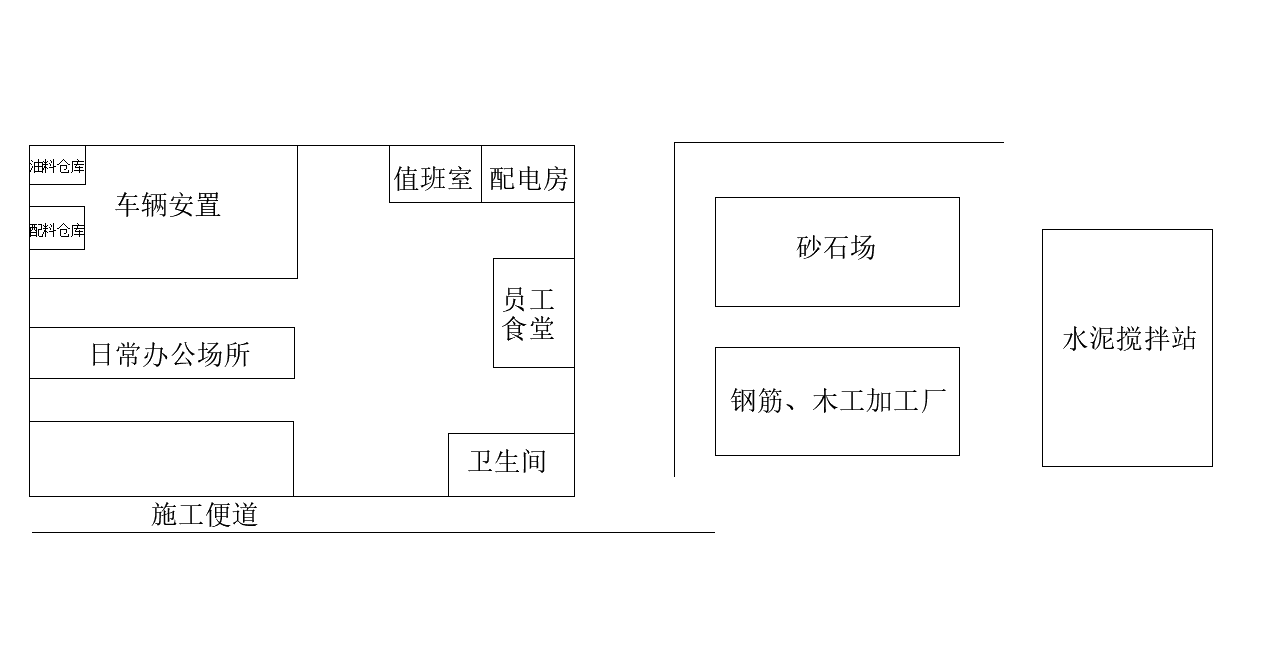 油料仓库
配料仓库
车辆安置
值班室
配电房
日常办公场所
员工
食堂
卫生间
施工便道
砂石场
钢筋、木工加工厂
水泥搅拌站